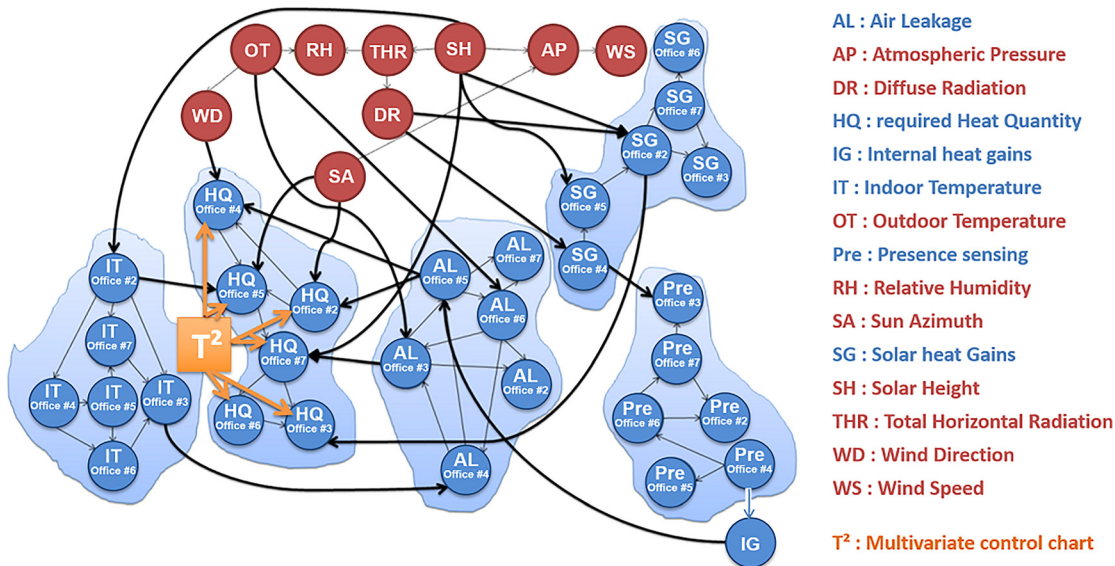 OT
RH
THR
SH
AP
WS
SG
Office #6
AL : Air Leakage
AP : Atmospheric Pressure
DR : Diffuse Radiation
HQ : required Heat Quantity
IG : Internal heat gains
IT : Indoor Temperature
OT : Outdoor Temperature
Pre : Presence sensing
RH : Relative Humidity
SA : Sun Azimuth
SG : Solar heat Gains
SH : Solar Height
THR : Total Horizontal Radiation
WD : Wind Direction
WS : Wind Speed
T² : Multivariate control chart
WD
DR
SG
Office #7
SG
Office #2
SG
Office #3
SA
HQ
Office #4
SG
Office #5
SG
Office #4
IT
Office #2
HQ
Office #5
HQ
Office #2
AL
Office #5
AL
Office #7
AL
Office #6
Pre
Office #3
IT
Office #7
T²
HQ
Office #7
AL
Office #3
AL
Office #2
Pre
Office #7
IT
Office #4
IT
Office #5
IT
Office #3
HQ
Office #6
HQ
Office #3
Pre
Office #6
Pre
Office #2
IT
Office #6
AL
Office #4
Pre
Office #5
Pre
Office #4
IG